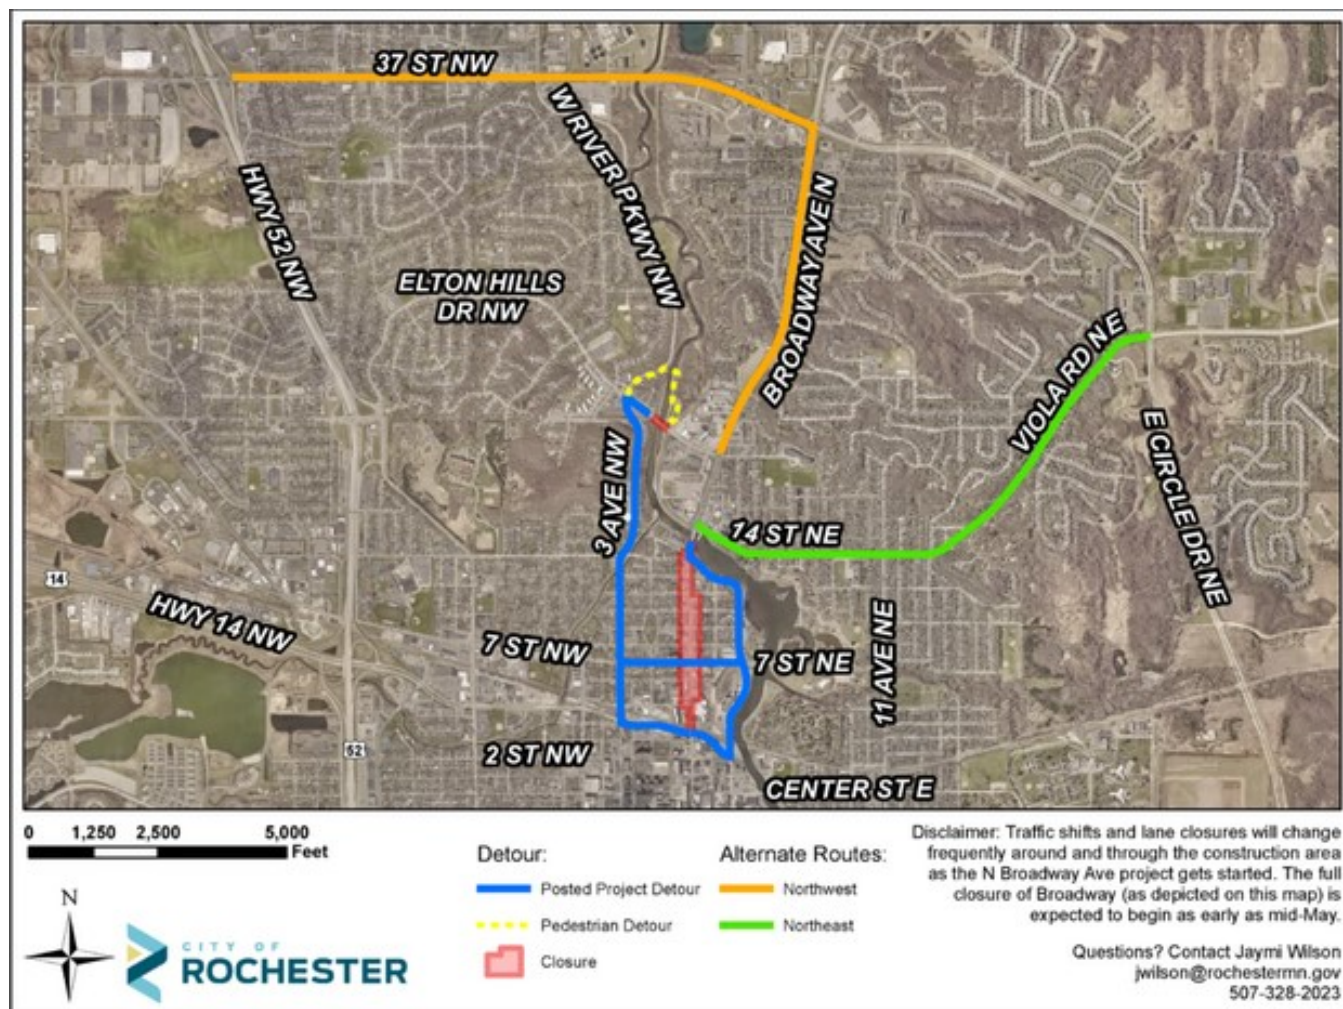 37 ST NW
W RIVER PKWY NW
HWY 52 NW
ELTON HILLS
DR NW
BROADWAY AVE N
VIOLA RD NE
E CIRCLE DR NE
3 AVE NW
14 ST NE
14
HWY 14 NW
7 ST NW
7 ST NE
11 AVE NE
52
2 ST NW
CENTER ST E
0 1,250 2,500 5,000
Feet
N
CITY OF
ROCHESTER
Detour:
Posted Project Detour
Pedestrian Detour
Closure
Alternate Routes:
Northwest
Northeast
Disclaimer: Traffic shifts and lane closures will change
frequently around and through the construction area
as the N Broadway Ave project gets started. The full
closure of Broadway (as depicted on this map) is
expected to begin as early as mid-May.
Questions? Contact Jaymi Wilson
jwilson@rochestermn.gov
507-328-2023